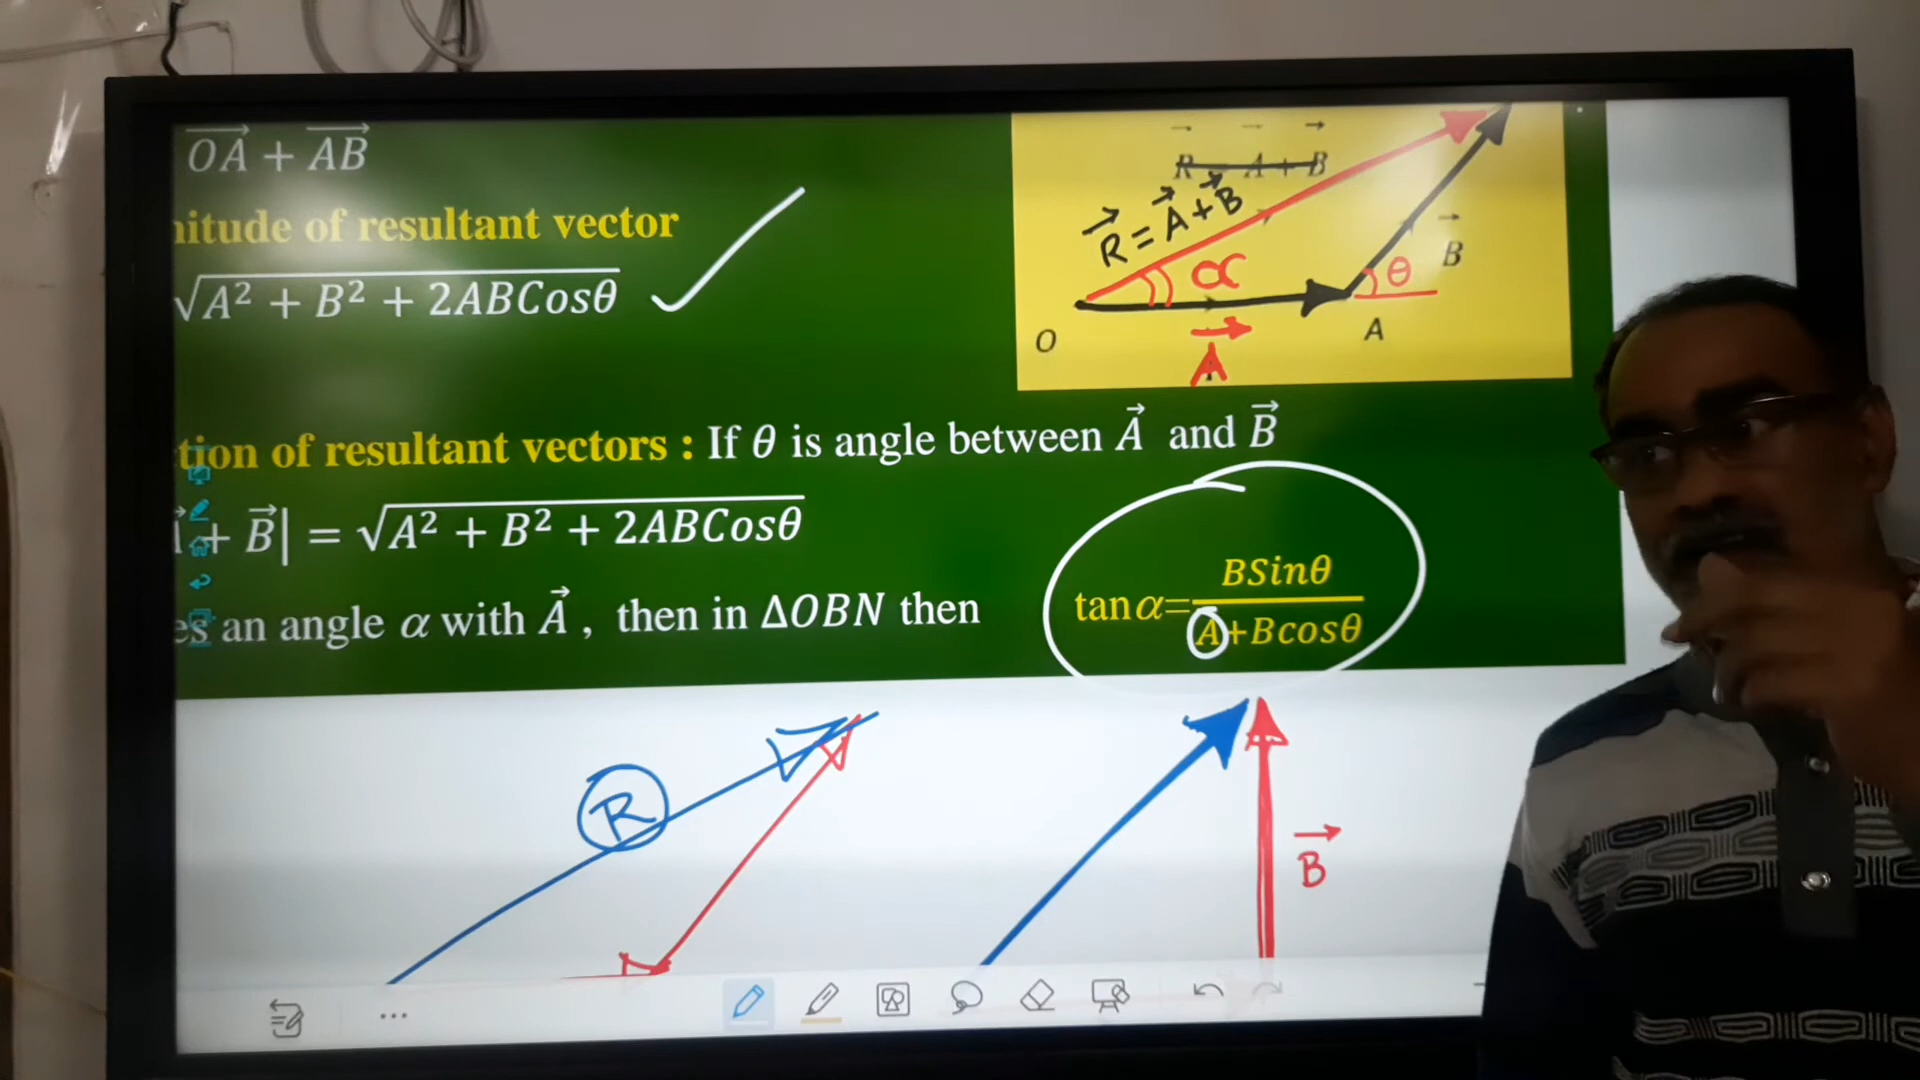 OA + AB
nitude of resultant vector
√A² + B² + 2ABCosθ
R = A + B
R = A + B
α
θ
B
O
A
A
tion of resultant vectors : If θ is angle between A⃗ and B⃗
+ B⃗| = √A² + B² + 2ABCosθ
es an angle α with A⃗ , then in ΔOBN then
tanα= BSinθ
A+Bcosθ
R
B